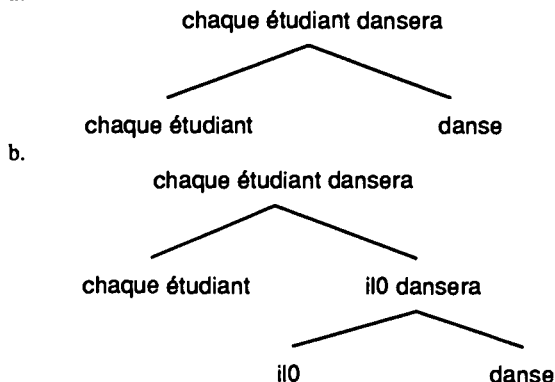 chaque étudiant dansera
chaque étudiant danse
b.
chaque étudiant dansera
chaque étudiant il0 dansera
il0 danse